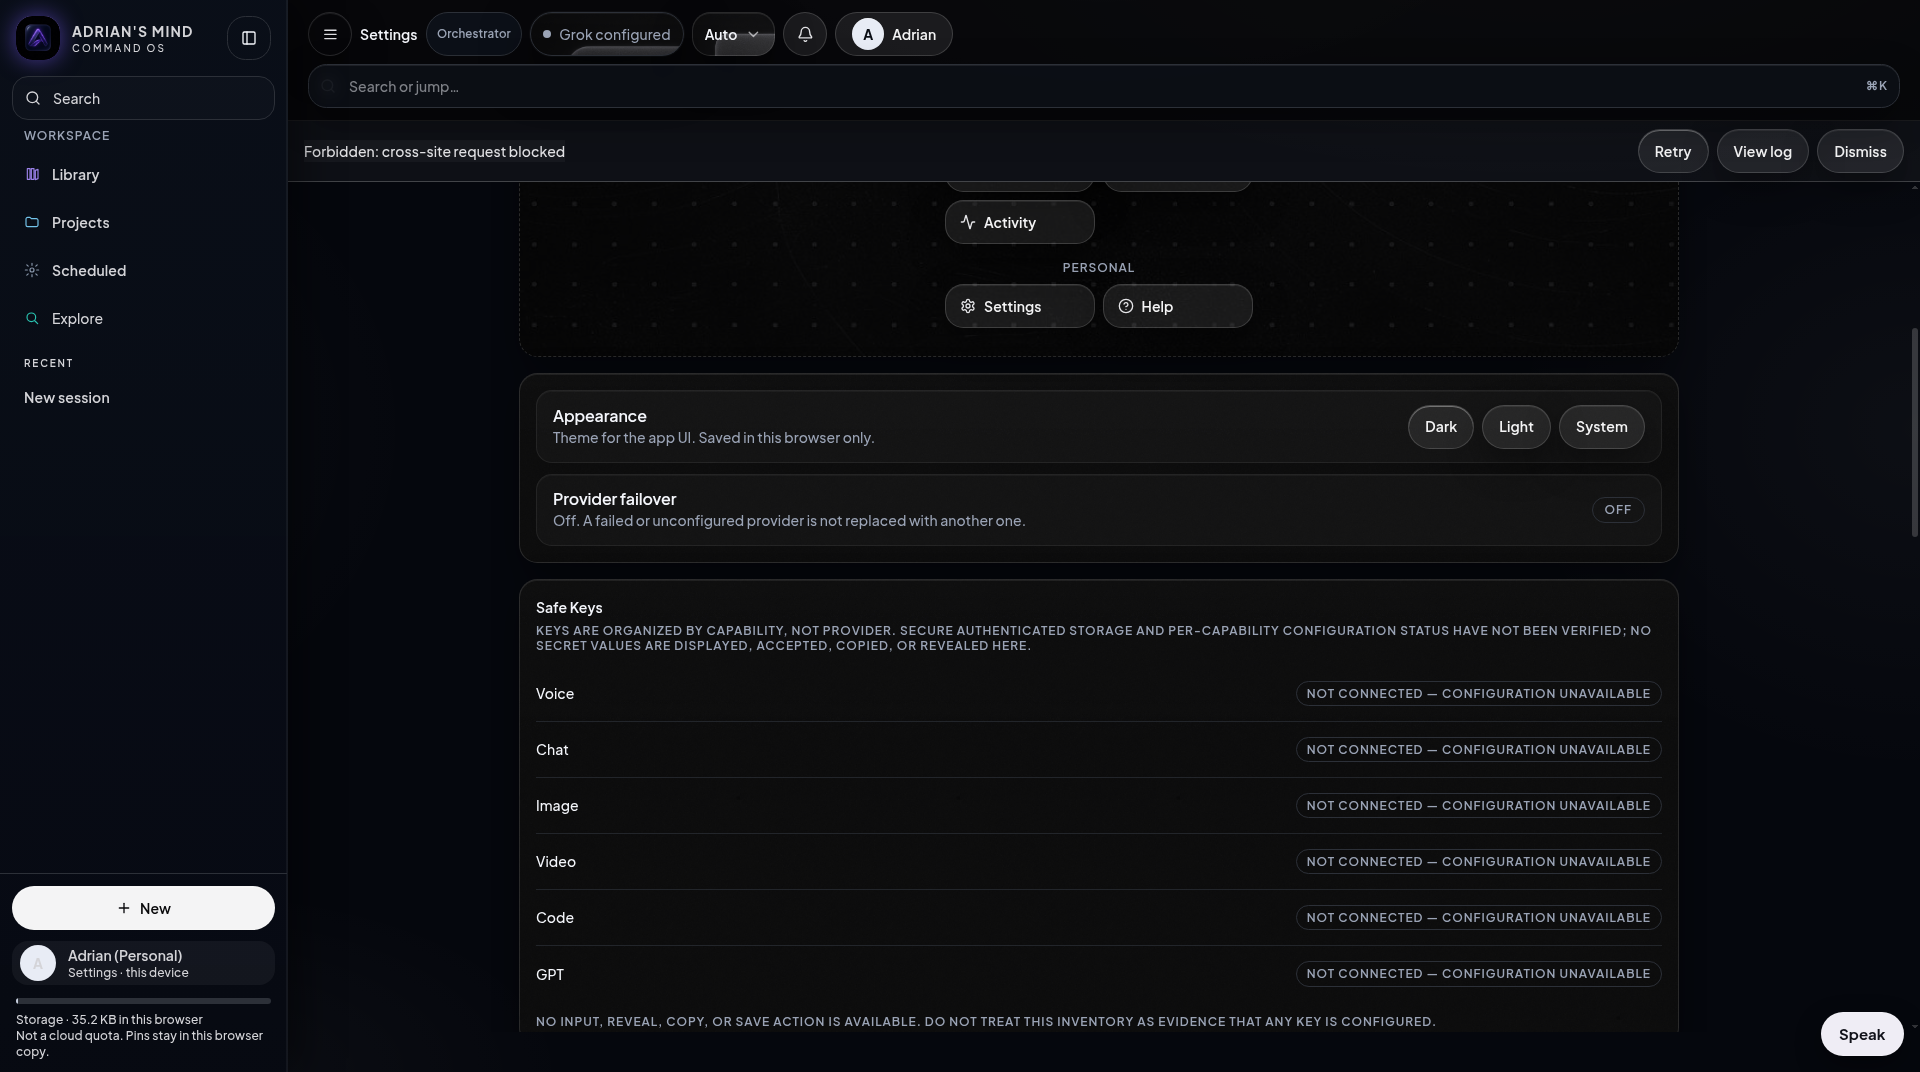 ADRIAN'S MIND
COMMAND OS
Search
WORKSPACE
Library
Projects
Scheduled
Explore
RECENT
New session
New
A
Adrian (Personal)
Settings · this device
Storage · 35.2 KB in this browser
Not a cloud quota. Pins stay in this browser
copy.
Settings
Orchestrator
Grok configured
Auto
A
Adrian
Search or jump…
⌘K
Forbidden: cross-site request blocked
Retry
View log
Dismiss
Activity
PERSONAL
Settings
Help
Appearance
Theme for the app UI. Saved in this browser only.
Dark
Light
System
Provider failover
Off. A failed or unconfigured provider is not replaced with another one.
OFF
Safe Keys
KEYS ARE ORGANIZED BY CAPABILITY, NOT PROVIDER. SECURE AUTHENTICATED STORAGE AND PER-CAPABILITY CONFIGURATION STATUS HAVE NOT BEEN VERIFIED; NO
SECRET VALUES ARE DISPLAYED, ACCEPTED, COPIED, OR REVEALED HERE.
Voice
NOT CONNECTED — CONFIGURATION UNAVAILABLE
Chat
NOT CONNECTED — CONFIGURATION UNAVAILABLE
Image
NOT CONNECTED — CONFIGURATION UNAVAILABLE
Video
NOT CONNECTED — CONFIGURATION UNAVAILABLE
Code
NOT CONNECTED — CONFIGURATION UNAVAILABLE
GPT
NOT CONNECTED — CONFIGURATION UNAVAILABLE
NO INPUT, REVEAL, COPY, OR SAVE ACTION IS AVAILABLE. DO NOT TREAT THIS INVENTORY AS EVIDENCE THAT ANY KEY IS CONFIGURED.
Speak